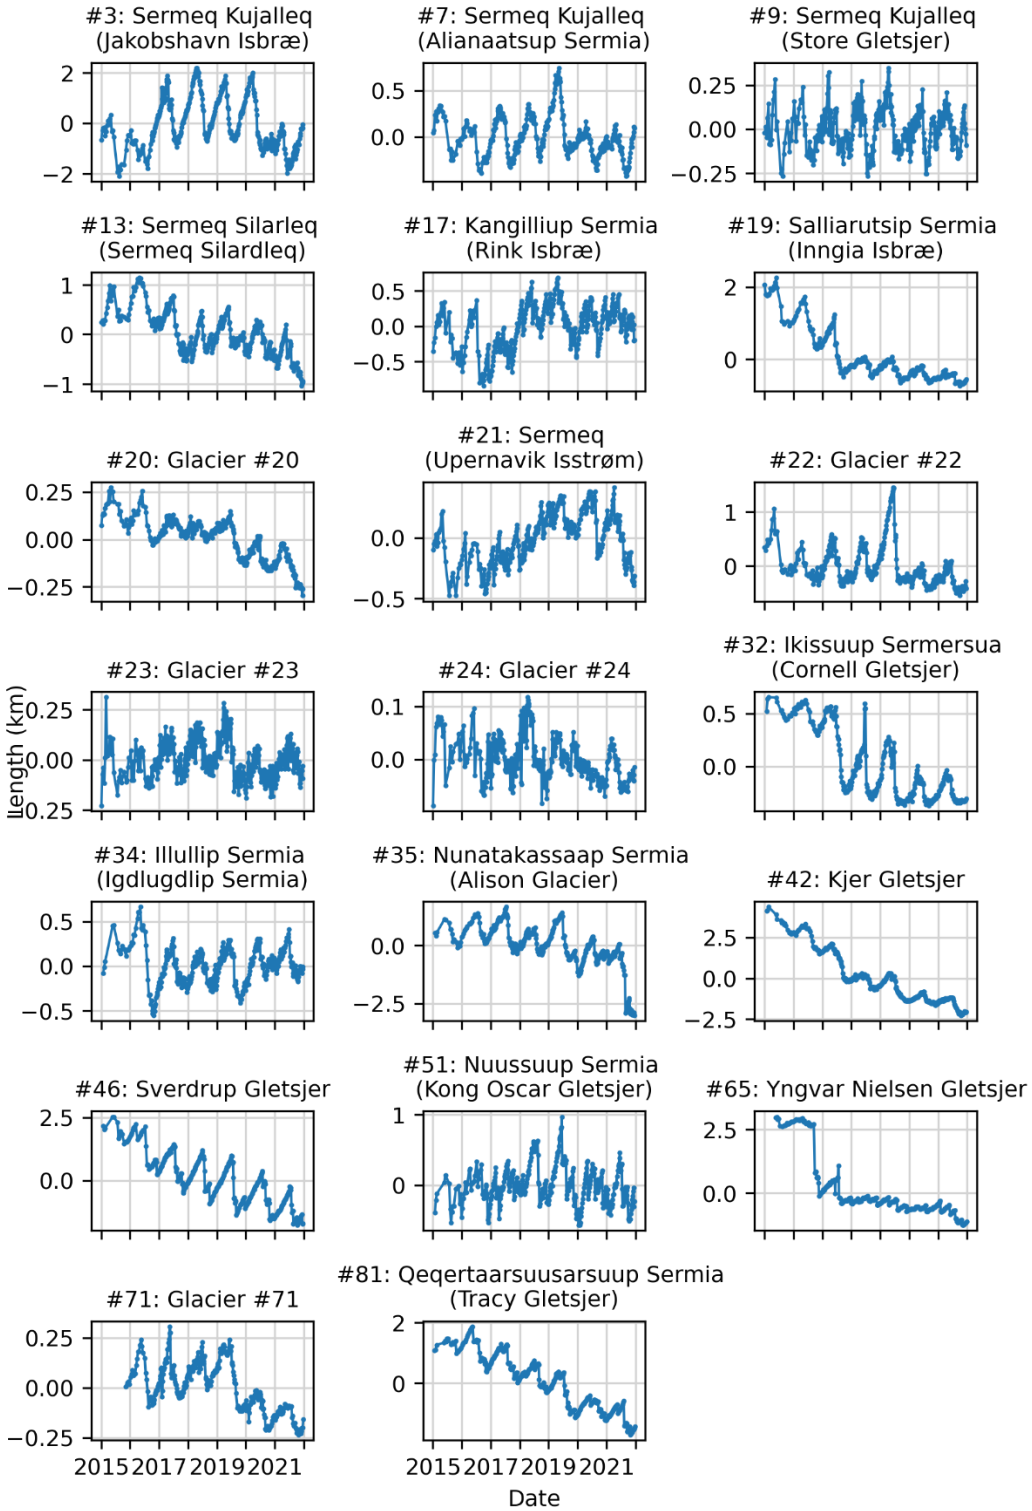 #3: Sermeq Kujalleq
(Jakobshavn Isbræ)
#7: Sermeq Kujalleq
(Alianaatsup Sermia)
#9: Sermeq Kujalleq
(Store Gletsjer)
2
0
−2
0.5
0.0
0.25
0.00
−0.25
#13: Sermeq Silarleq
(Sermeq Silardleq)
#17: Kangilliup Sermia
(Rink Isbræ)
#19: Salliarutsip Sermia
(Inngia Isbræ)
1
0
−1
0.5
0.0
−0.5
2
0
#20: Glacier #20
#21: Sermeq
(Upernavik Isstrøm)
#22: Glacier #22
0.25
0.00
−0.25
0.0
−0.5
1
0
#23: Glacier #23
#24: Glacier #24
#32: Ikissuup Sermersua
(Cornell Gletsjer)
Length (km)
0.25
0.00
−0.25
0.1
0.0
0.5
0.0
#34: Illullip Sermia
(Igdlugdlip Sermia)
#35: Nunatakassaap Sermia
(Alison Glacier)
#42: Kjer Gletsjer
0.5
0.0
−0.5
0.0
−2.5
2.5
0.0
−2.5
#46: Sverdrup Gletsjer
#51: Nuussuup Sermia
(Kong Oscar Gletsjer)
#65: Yngvar Nielsen Gletsjer
2.5
0.0
1
0
2.5
0.0
#71: Glacier #71
#81: Qeqertaarsuusarsuup Sermia
(Tracy Gletsjer)
0.25
0.00
−0.25
2
0
2015 2017 2019 2021
2015 2017 2019 2021
Date